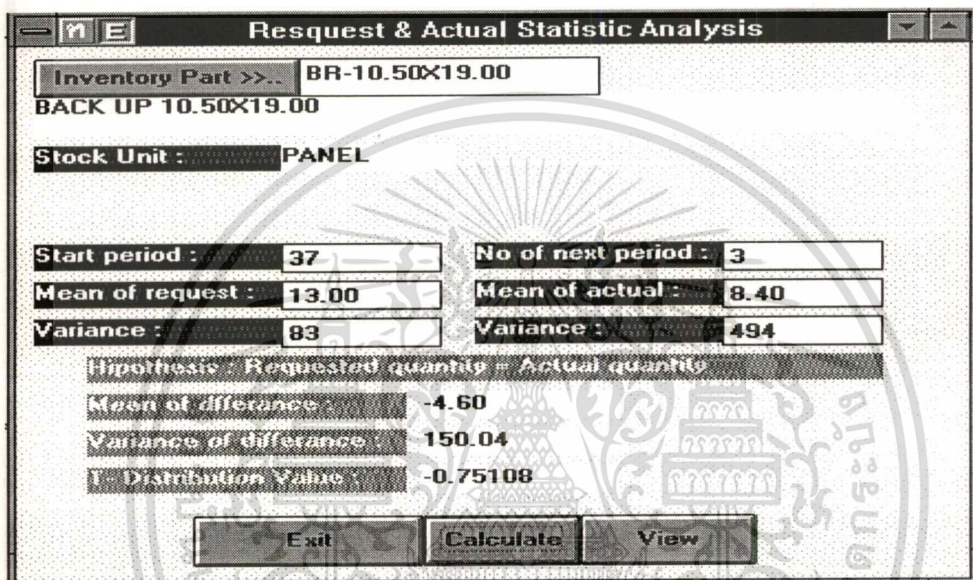 ก E Resquest & Actual Statistic Analysis
Inventory Part >>.. BR-10.50X19.00
BACK UP 10.50X19.00
Stock Unit : PANEL
Start period : 37 No of next period : 3
Mean of request : 13.00 Mean of actual : 8.40
Variance : 83 Variance : 494
Hipothesis : Requested quantity = Actual quantity
Mean of differance : -4.60
Variance of differance : 150.04
T - Distribution Value : -0.75108
Exit Calculate View